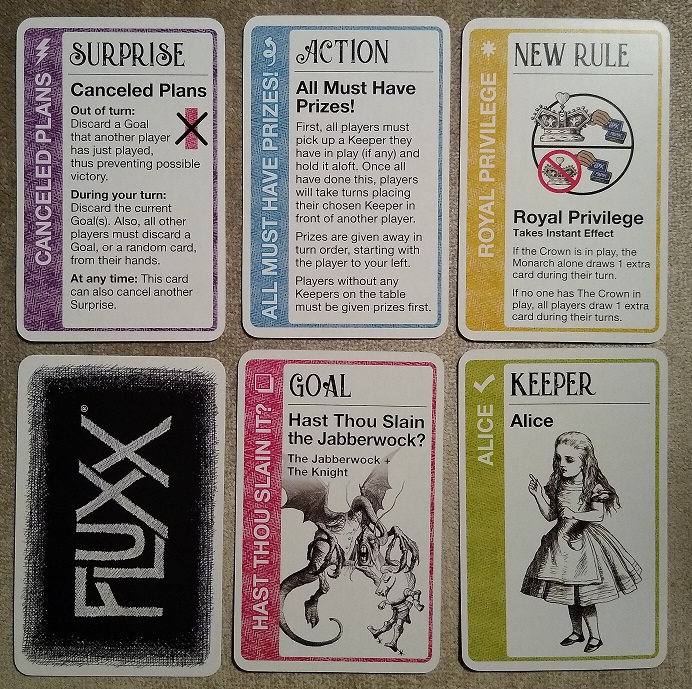 CANCELED PLANS
SURPRISE
Canceled Plans
Out of turn:
Discard a Goal
that another player
has just played,
thus preventing possible
victory.
During your turn:
Discard the current
Goal(s). Also, all other
players must discard a
Goal, or a random card,
from their hands.
At any time: This card
can also cancel another
Surprise.
ALL MUST HAVE PRIZES!
ACTION
All Must Have
Prizes!
First, all players must
pick up a Keeper they
have in play (if any) and
hold it aloft. Once all
have done this, players
will take turns placing
their chosen Keeper in
front of another player.
Prizes are given away in
turn order, starting with
the player to your left.
Players without any
Keepers on the table
must be given prizes first.
ROYAL PRIVILEGE
NEW RULE
Royal Privilege
Takes Instant Effect
If the Crown is in play, the
Monarch alone draws 1 extra
card during their turn.
If no one has The Crown in
play, all players draw 1 extra
card during their turns.
FLUXX®
HAST THOU SLAIN IT?
GOAL
Hast Thou Slain
the Jabberwock?
The Jabberwock +
The Knight
ALICE
KEEPER
Alice